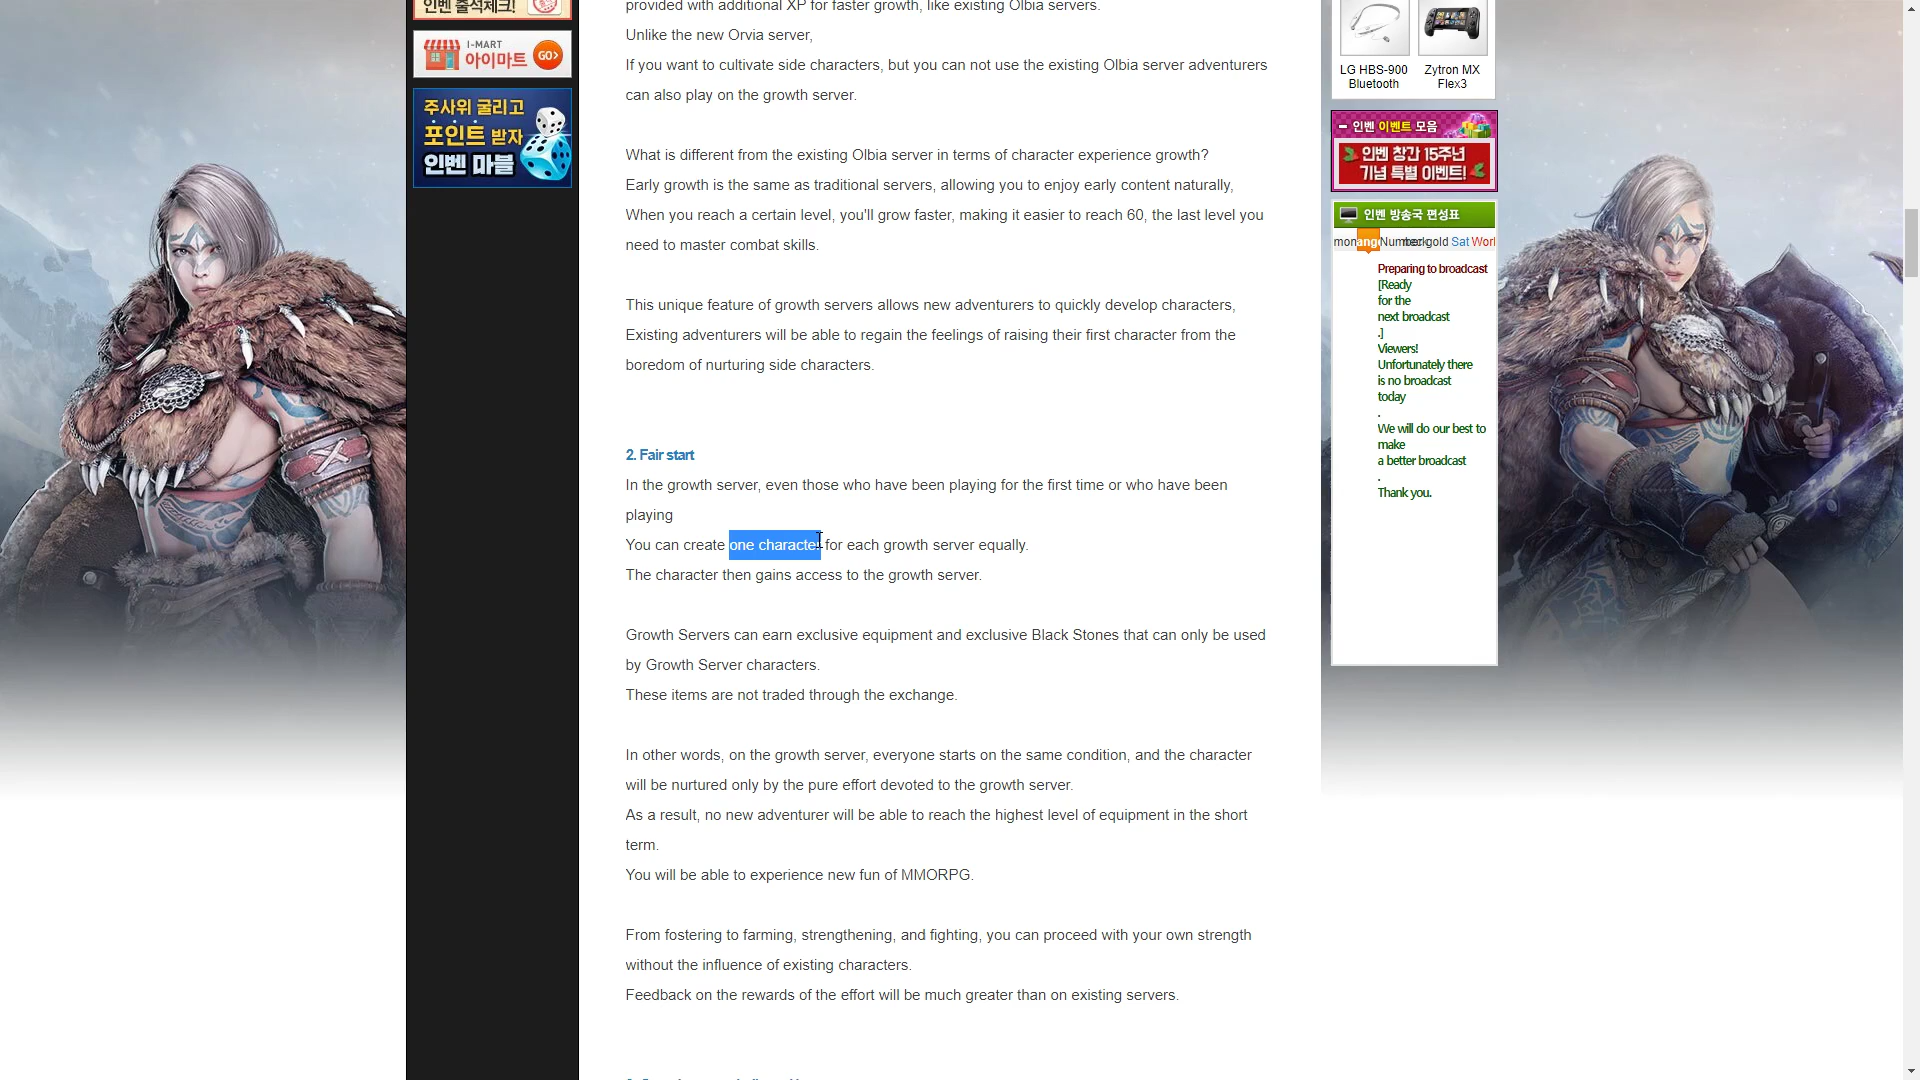 인벤 출석체크!
I-MART
아이마트
GO>
주사위 굴리고
포인트 받자
인벤 마블
provided with additional XP for faster growth, like existing Olbia servers.
Unlike the new Orvia server,
If you want to cultivate side characters, but you can not use the existing Olbia server adventurers
can also play on the growth server.
What is different from the existing Olbia server in terms of character experience growth?
Early growth is the same as traditional servers, allowing you to enjoy early content naturally,
When you reach a certain level, you'll grow faster, making it easier to reach 60, the last level you
need to master combat skills.
This unique feature of growth servers allows new adventurers to quickly develop characters,
Existing adventurers will be able to regain the feelings of raising their first character from the
boredom of nurturing side characters.
2. Fair start
In the growth server, even those who have been playing for the first time or who have been
playing
You can create one character for each growth server equally.
The character then gains access to the growth server.
Growth Servers can earn exclusive equipment and exclusive Black Stones that can only be used
by Growth Server characters.
These items are not traded through the exchange.
In other words, on the growth server, everyone starts on the same condition, and the character
will be nurtured only by the pure effort devoted to the growth server.
As a result, no new adventurer will be able to reach the highest level of equipment in the short
term.
You will be able to experience new fun of MMORPG.
From fostering to farming, strengthening, and fighting, you can proceed with your own strength
without the influence of existing characters.
Feedback on the rewards of the effort will be much greater than on existing servers.
LG HBS-900
Bluetooth
Zytron MX
Flex3
인벤 이벤트 모음
인벤 창간 15주년
기념 특별 이벤트!
인벤 방송국 편성표
mon ang gold Sat Worl
Preparing to broadcast
[Ready
for the
next broadcast
.]
Viewers!
Unfortunately there
is no broadcast
today
.
We will do our best to
make
a better broadcast
.
Thank you.